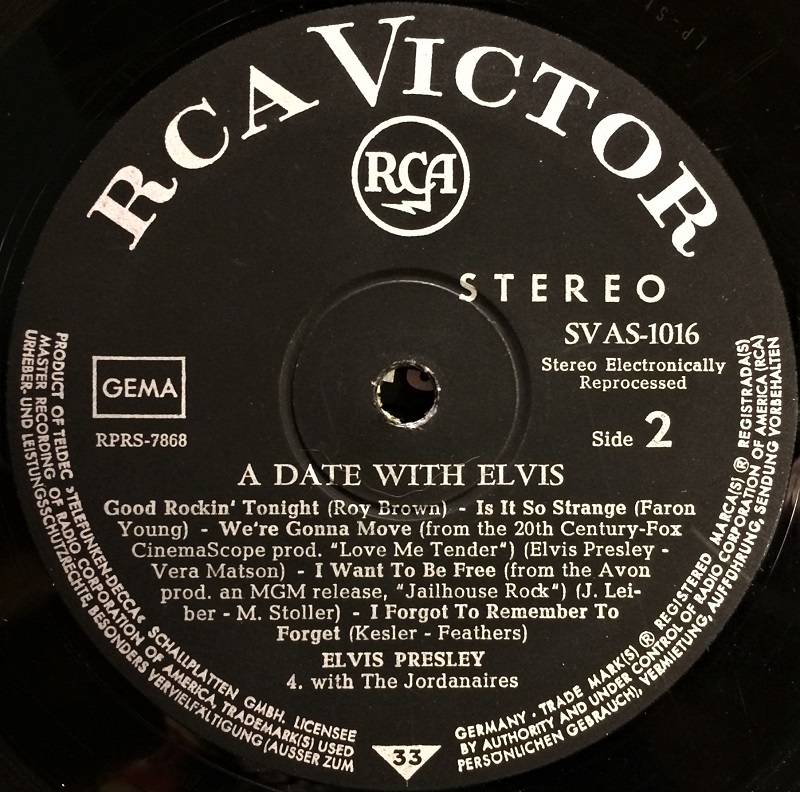 RCA VICTOR
RCA
STEREO
SVAS-1016
Stereo Electronically
Reprocessed
GEMA
RPRS-7868
Side 2
A DATE WITH ELVIS
Good Rockin' Tonight (Roy Brown) - Is It So Strange (Faron
Young) - We're Gonna Move (from the 20th Century-Fox
CinemaScope prod. "Love Me Tender") (Elvis Presley -
Vera Matson) - I Want To Be Free (from the Avon
prod. an MGM release, "Jailhouse Rock") (J. Lei-
ber - M. Stoller) - I Forgot To Remember To
Forget (Kesler - Feathers)
ELVIS PRESLEY
4. with The Jordanaires
33
PRODUCT OF TELDEC »TELEFUNKEN-DECCA« SCHALLPLATTEN GMBH. LICENSEE
MASTER RECORDING OF RADIO CORPORATION OF AMERICA, TRADEMARK(S) USED
URHEBER- UND LEISTUNGSSCHUTZRECHTE, BESONDERS VERVIELFÄLTIGUNG (AUSSER ZUM
GERMANY · TRADE MARK(S) ® REGISTERED MARCA(S) ® REGISTRADA(S)
BY AUTHORITY AND UNDER CONTROL OF RADIO CORPORATION OF AMERICA (RCA)
PERSÖNLICHEN GEBRAUCH), VERMIETUNG, AUFFÜHRUNG, SENDUNG VORBEHALTEN